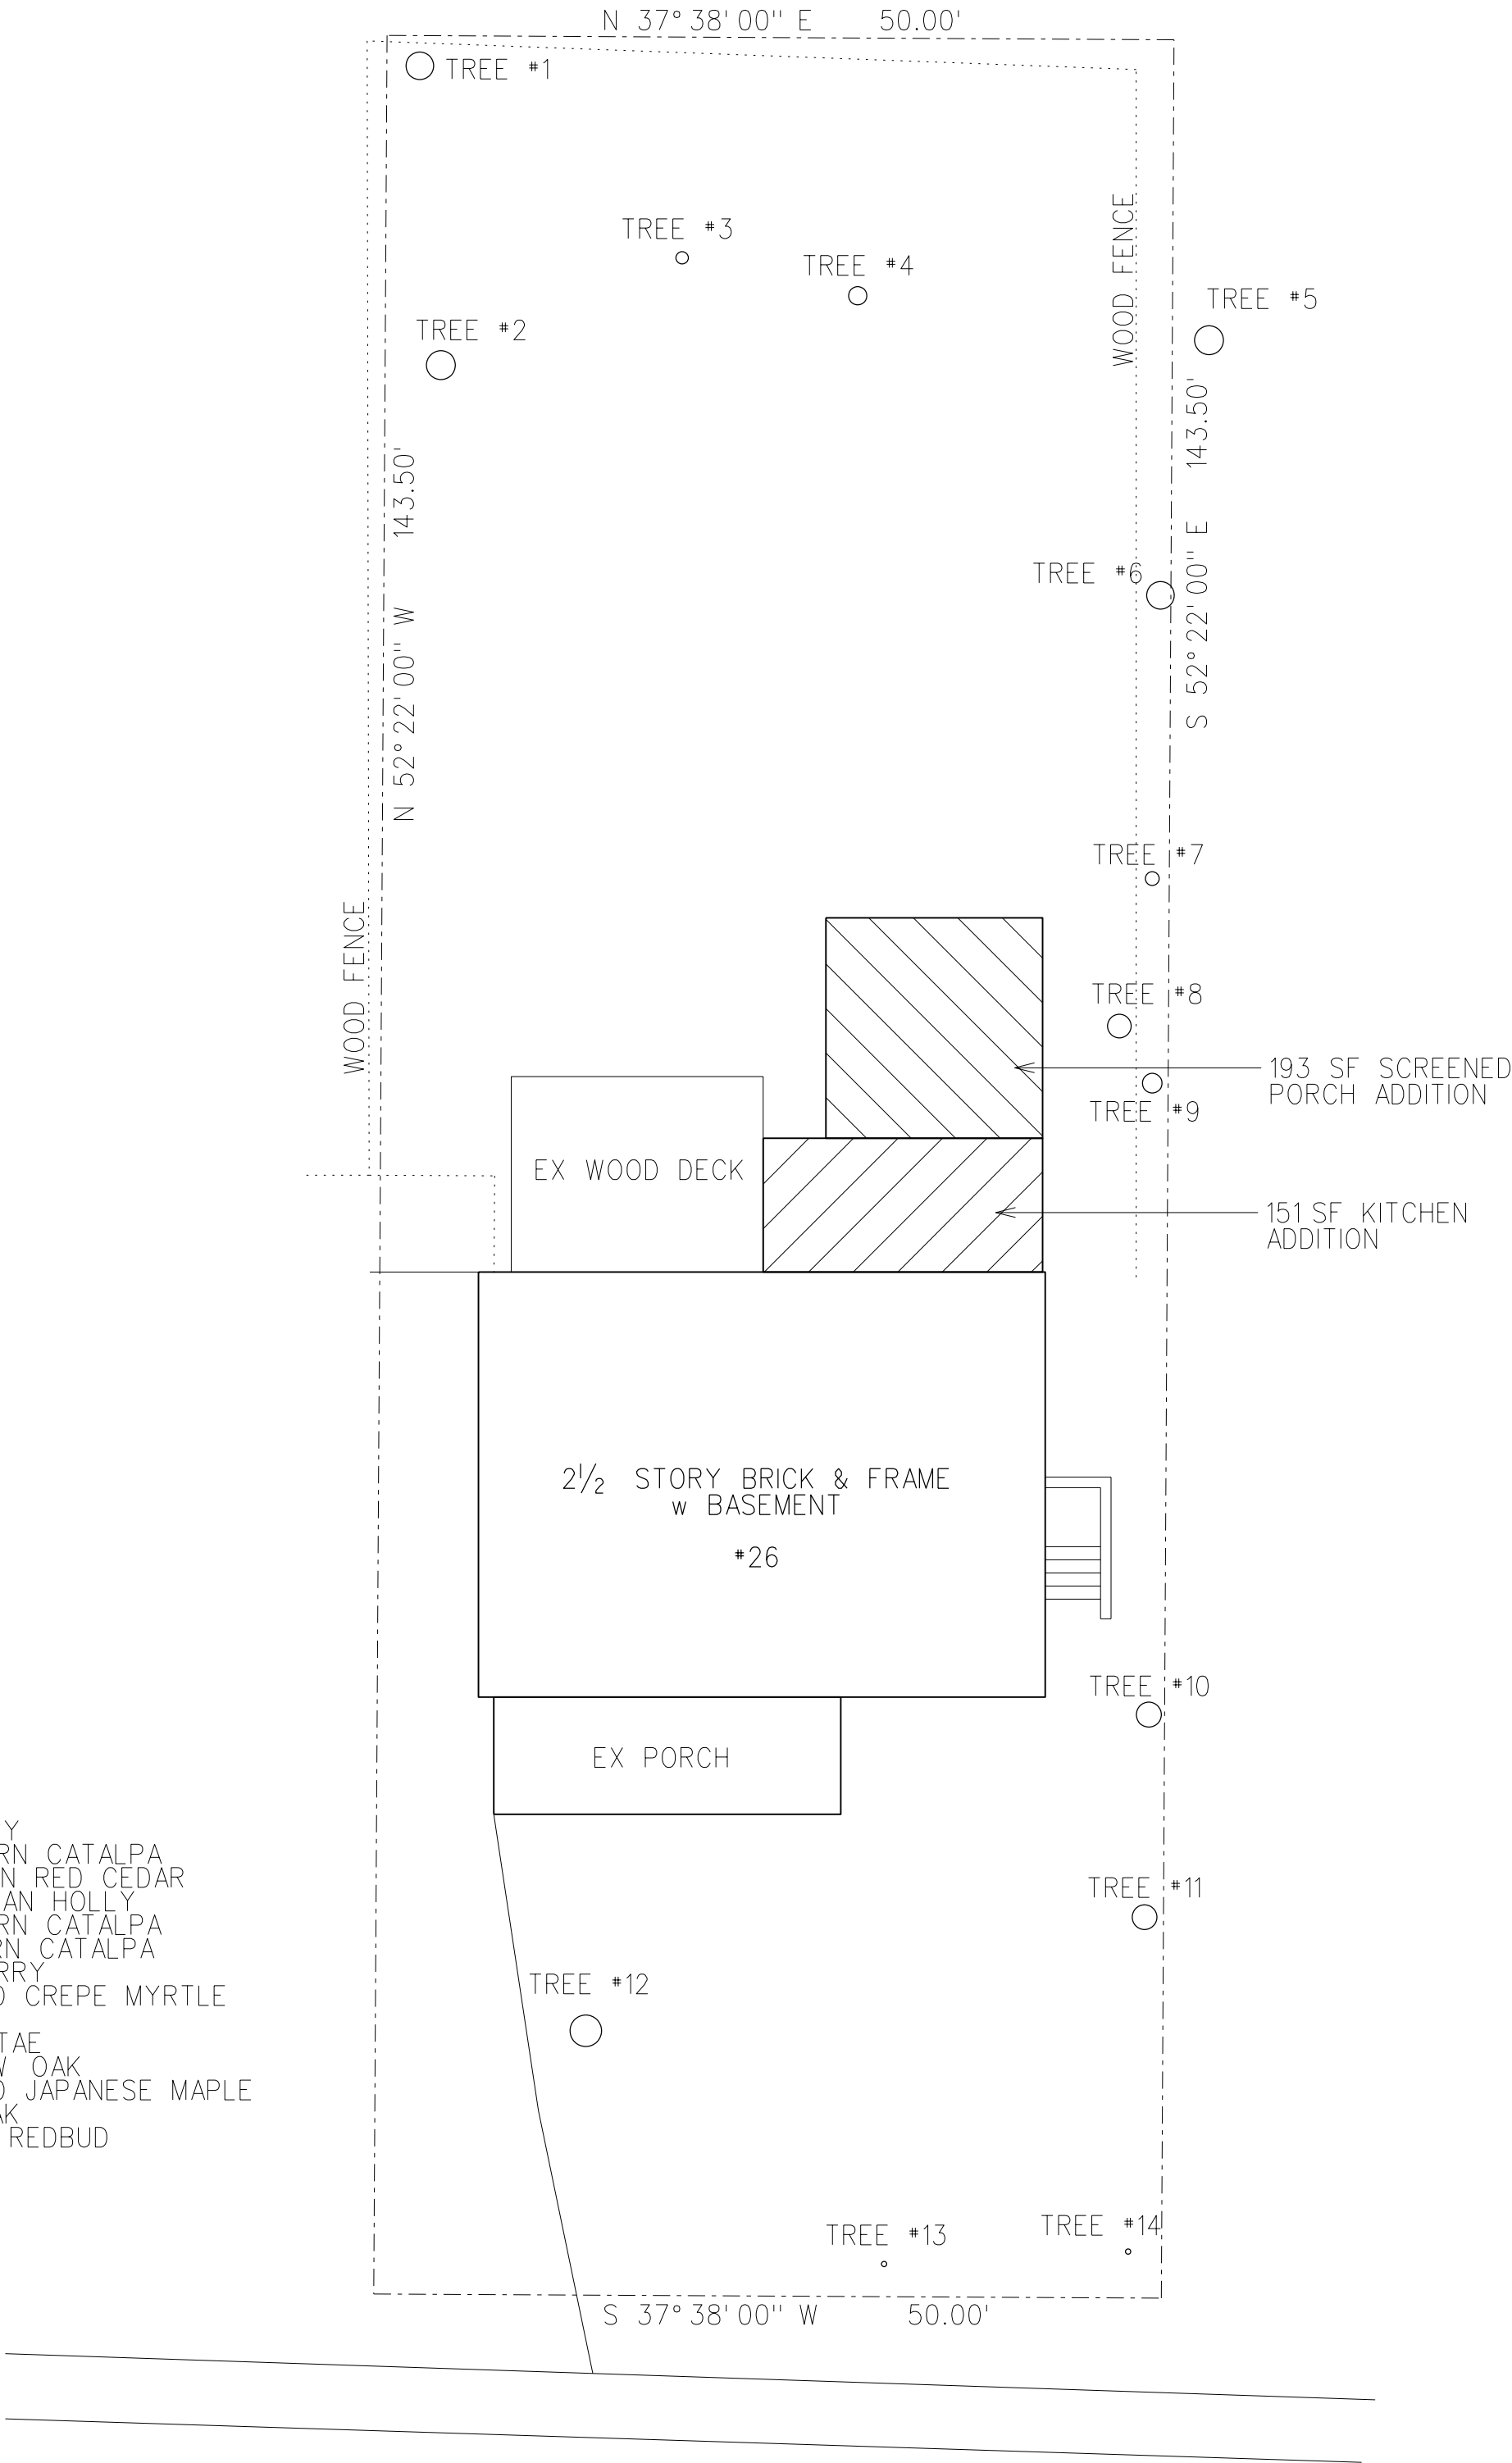 N 37°38'00" E 50.00'
TREE #1
TREE #3
TREE #4
WOOD FENCE
TREE #5
TREE #2
143.50'
143.50'
TREE #6
S 52°22'00" E
N 52°22'00" W
TREE #7
WOOD FENCE
TREE #8
193 SF SCREENED
PORCH ADDITION
TREE #9
EX WOOD DECK
151 SF KITCHEN
ADDITION
2½ STORY BRICK & FRAME
w BASEMENT
#26
TREE #10
EX PORCH
Y
RN CATALPA
N RED CEDAR
AN HOLLY
RN CATALPA
RN CATALPA
RRY
CREPE MYRTLE
TAE
OAK
JAPANESE MAPLE
AK
REDBUD
TREE #11
TREE #12
TREE #13
TREE #14
S 37°38'00" W 50.00'